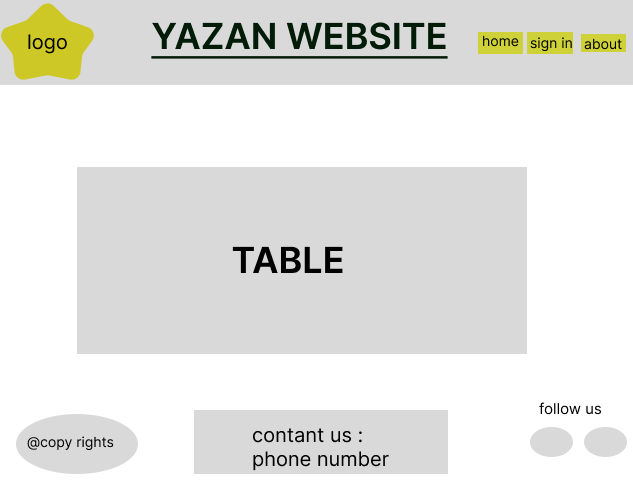 logo
YAZAN WEBSITE
home
sign in
about
TABLE
follow us
@copy rights
contant us :
phone number